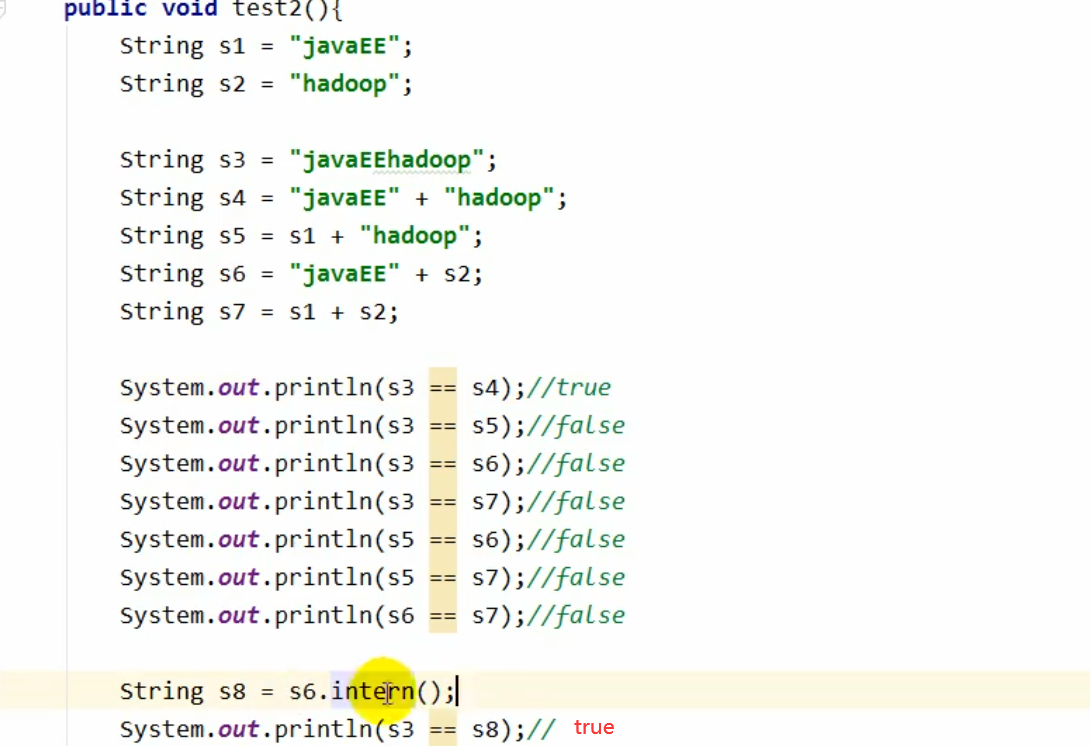 public void test2(){
String s1 = "javaEE";
String s2 = "hadoop";
String s3 = "javaEEhadoop";
String s4 = "javaEE" + "hadoop";
String s5 = s1 + "hadoop";
String s6 = "javaEE" + s2;
String s7 = s1 + s2;
System.out.println(s3 == s4);//true
System.out.println(s3 == s5);//false
System.out.println(s3 == s6);//false
System.out.println(s3 == s7);//false
System.out.println(s5 == s6);//false
System.out.println(s5 == s7);//false
System.out.println(s6 == s7);//false
String s8 = s6.intern();
System.out.println(s3 == s8);// true